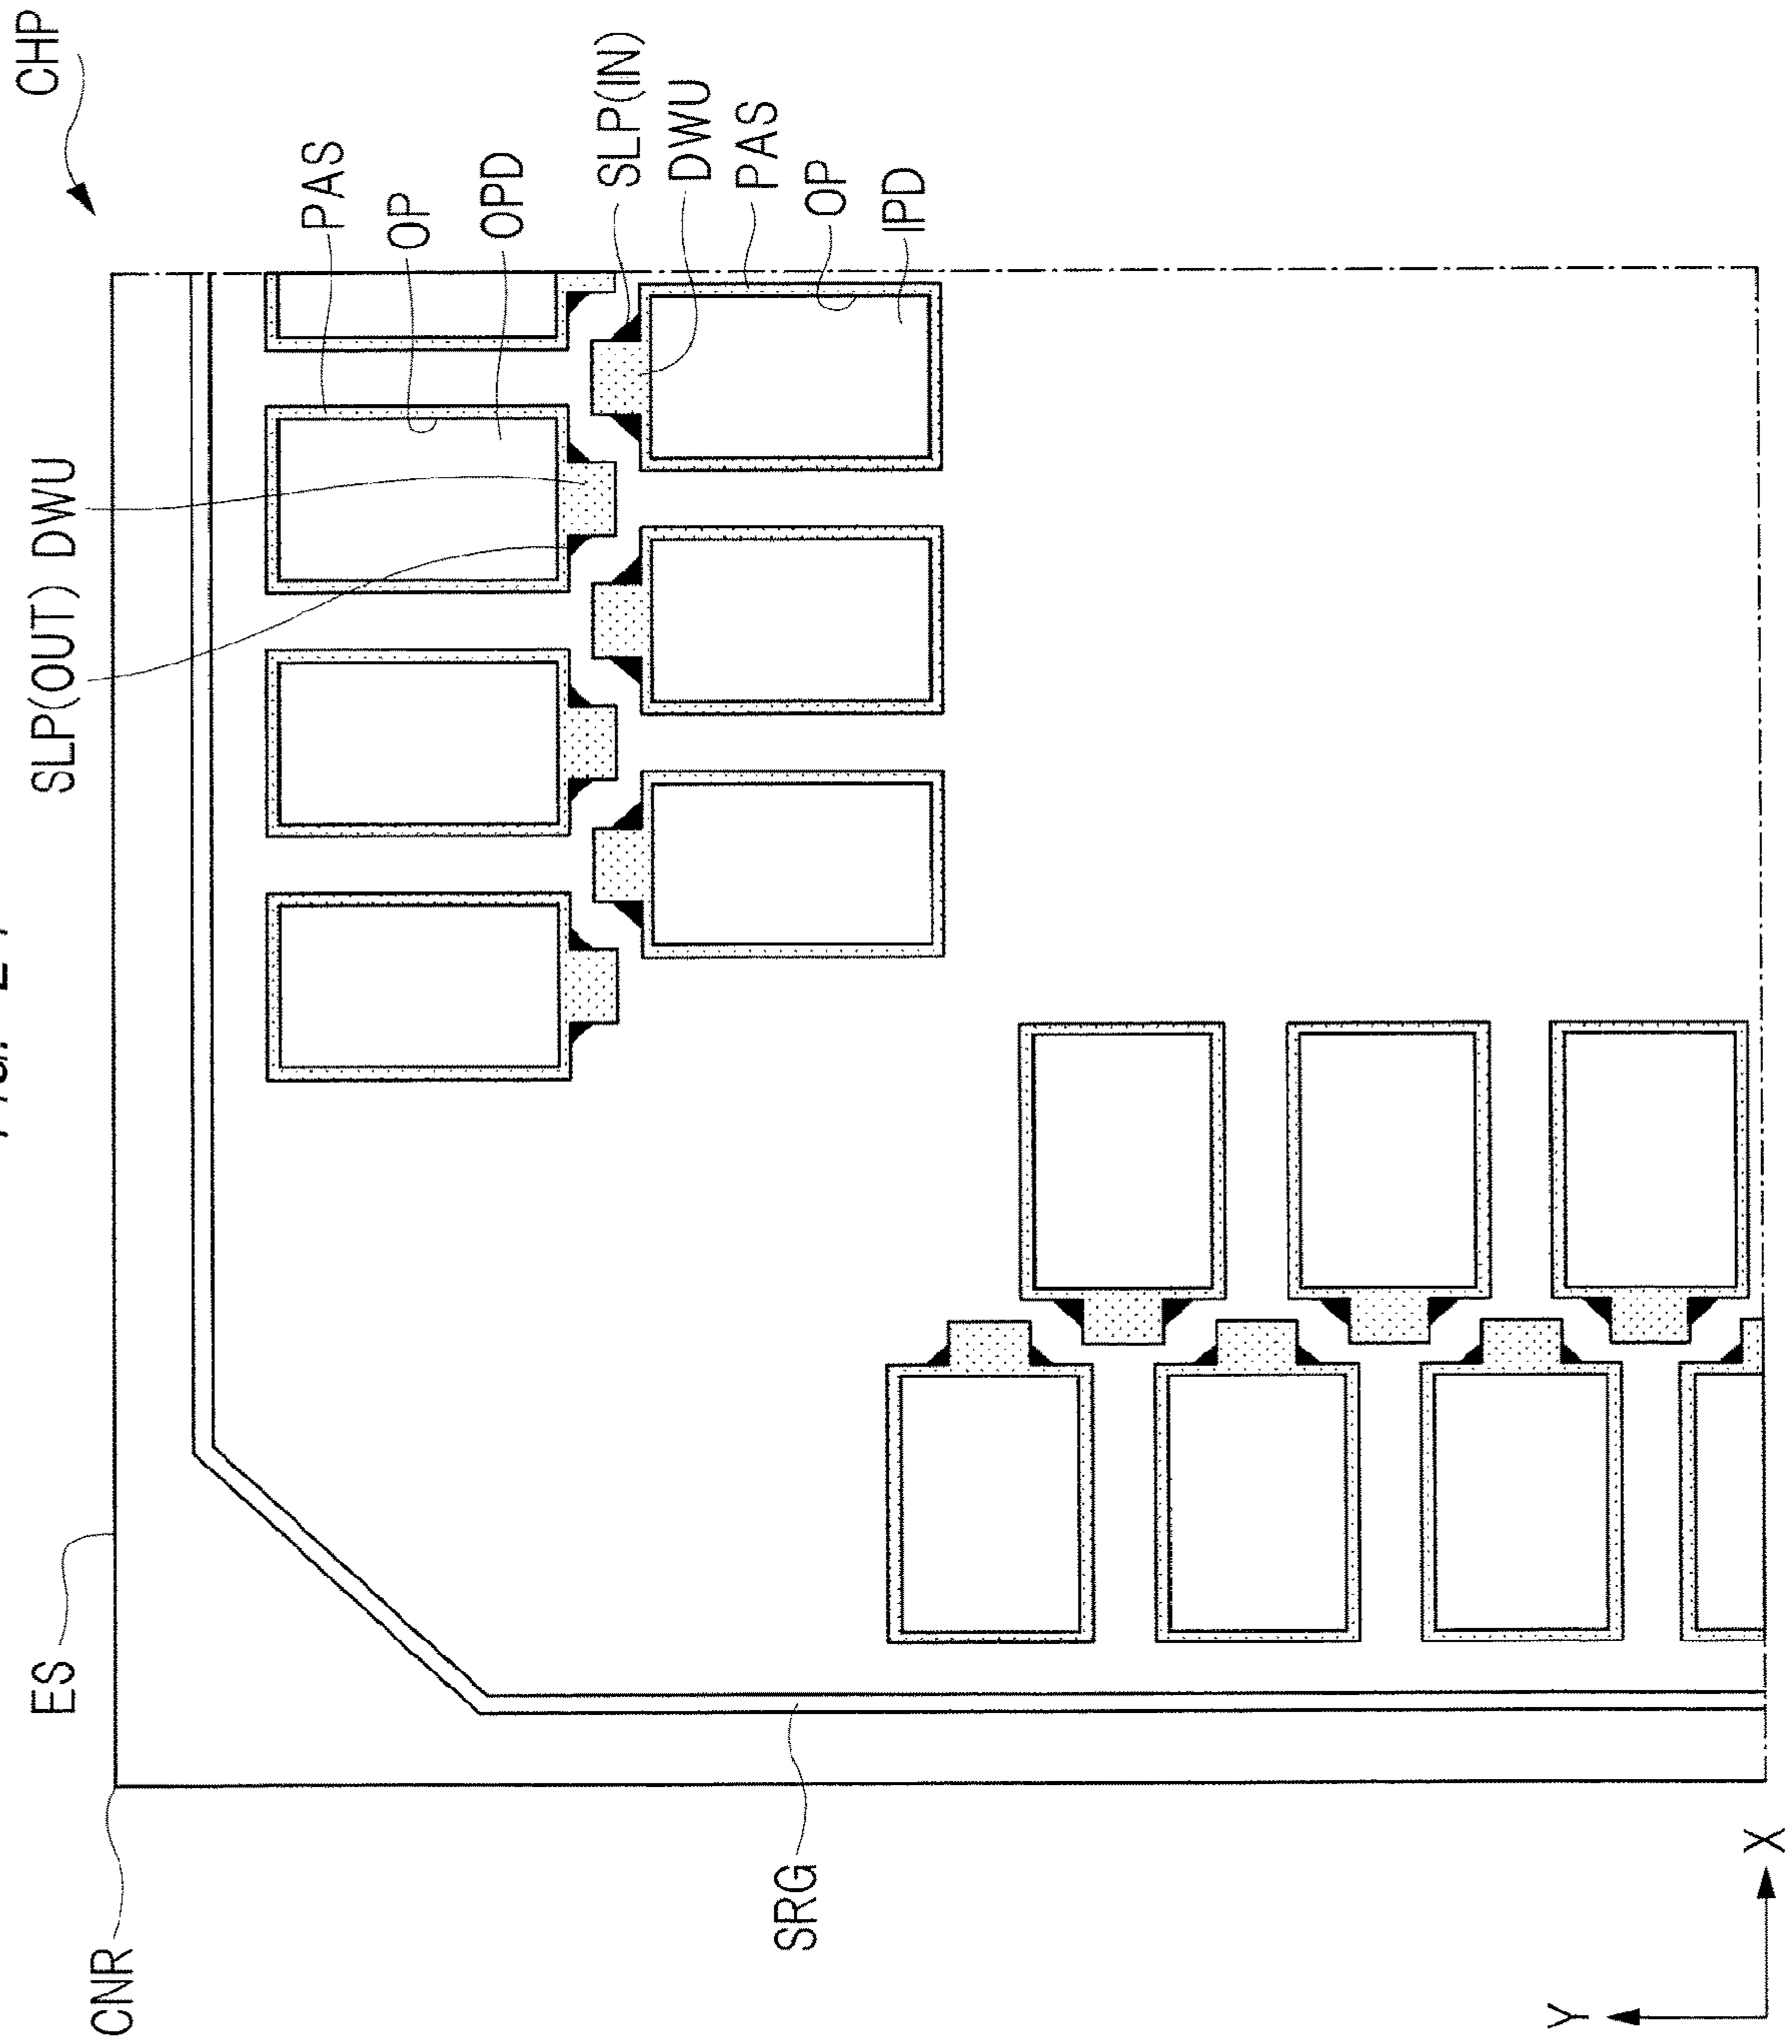 CHP
SLP(OUT) DWU
PAS
OP
OPD
SLP(IN)
DWU
PAS
OP
IPD
ES
CNR
SRG
Y
X